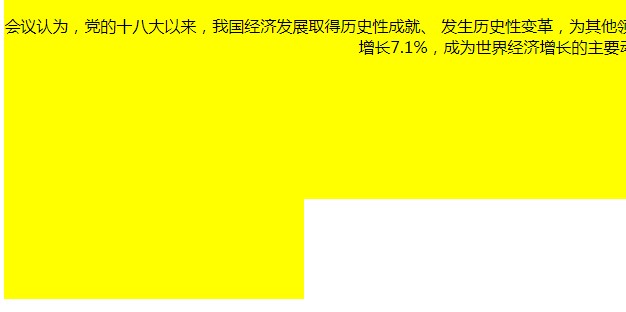 会议认为，党的十八大以来，我国经济发展取得历史性成就、 发生历史性变革，为其他
增长7.1%，成为世界经济增长的主要